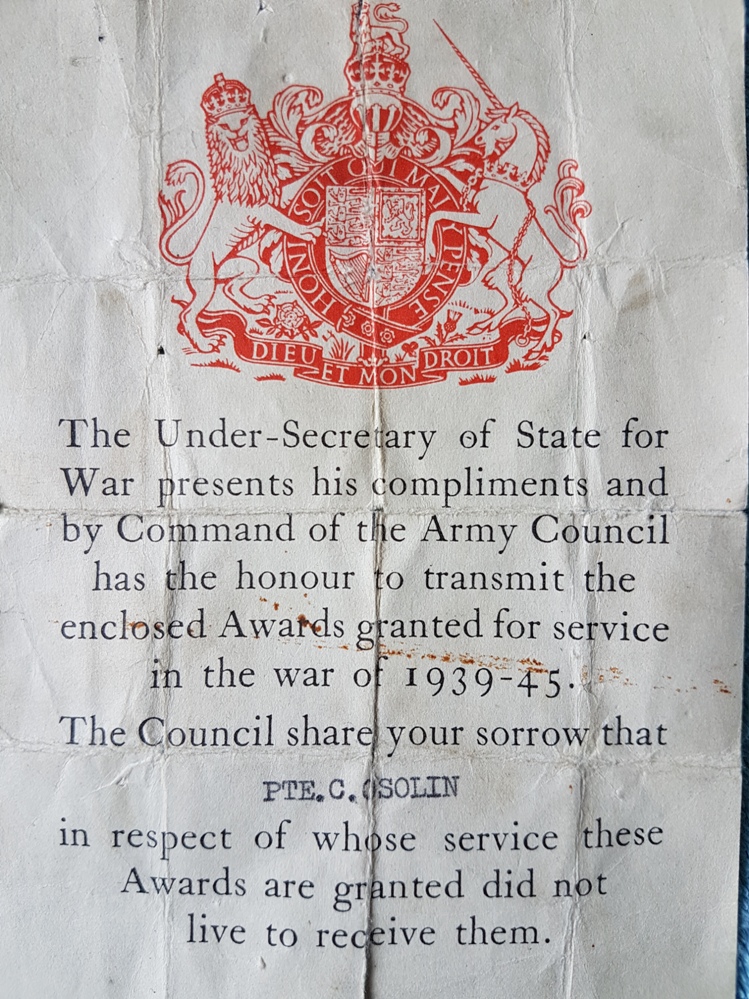 HONI SOIT QUI MAL Y PENSE
DIEU ET MON DROIT
The Under-Secretary of State for
War presents his compliments and
by Command of the Army Council
has the honour to transmit the
enclosed Awards granted for service
in the war of 1939-45.
The Council share your sorrow that
PTE.C.OSOLIN
in respect of whose service these
Awards are granted did not
live to receive them.